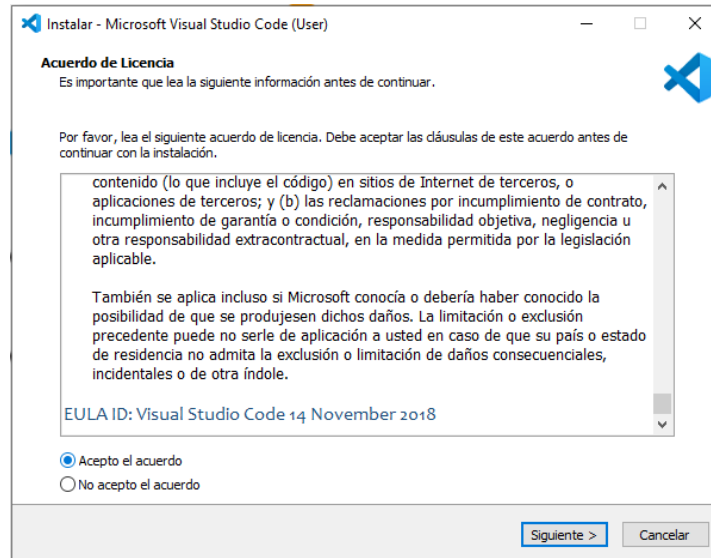 Instalar - Microsoft Visual Studio Code (User)
Acuerdo de Licencia
Es importante que lea la siguiente información antes de continuar.
Por favor, lea el siguiente acuerdo de licencia. Debe aceptar las cláusulas de este acuerdo antes de
continuar con la instalación.
contenido (lo que incluye el código) en sitios de Internet de terceros, o
aplicaciones de terceros; y (b) las reclamaciones por incumplimiento de contrato,
incumplimiento de garantía o condición, responsabilidad objetiva, negligencia u
otra responsabilidad extracontractual, en la medida permitida por la legislación
aplicable.
También se aplica incluso si Microsoft conocía o debería haber conocido la
posibilidad de que se produjesen dichos daños. La limitación o exclusión
precedente puede no serle de aplicación a usted en caso de que su país o estado
de residencia no admita la exclusión o limitación de daños consecuenciales,
incidentales o de otra índole.
EULA ID: Visual Studio Code 14 November 2018
Acepto el acuerdo
No acepto el acuerdo
Siguiente >
Cancelar